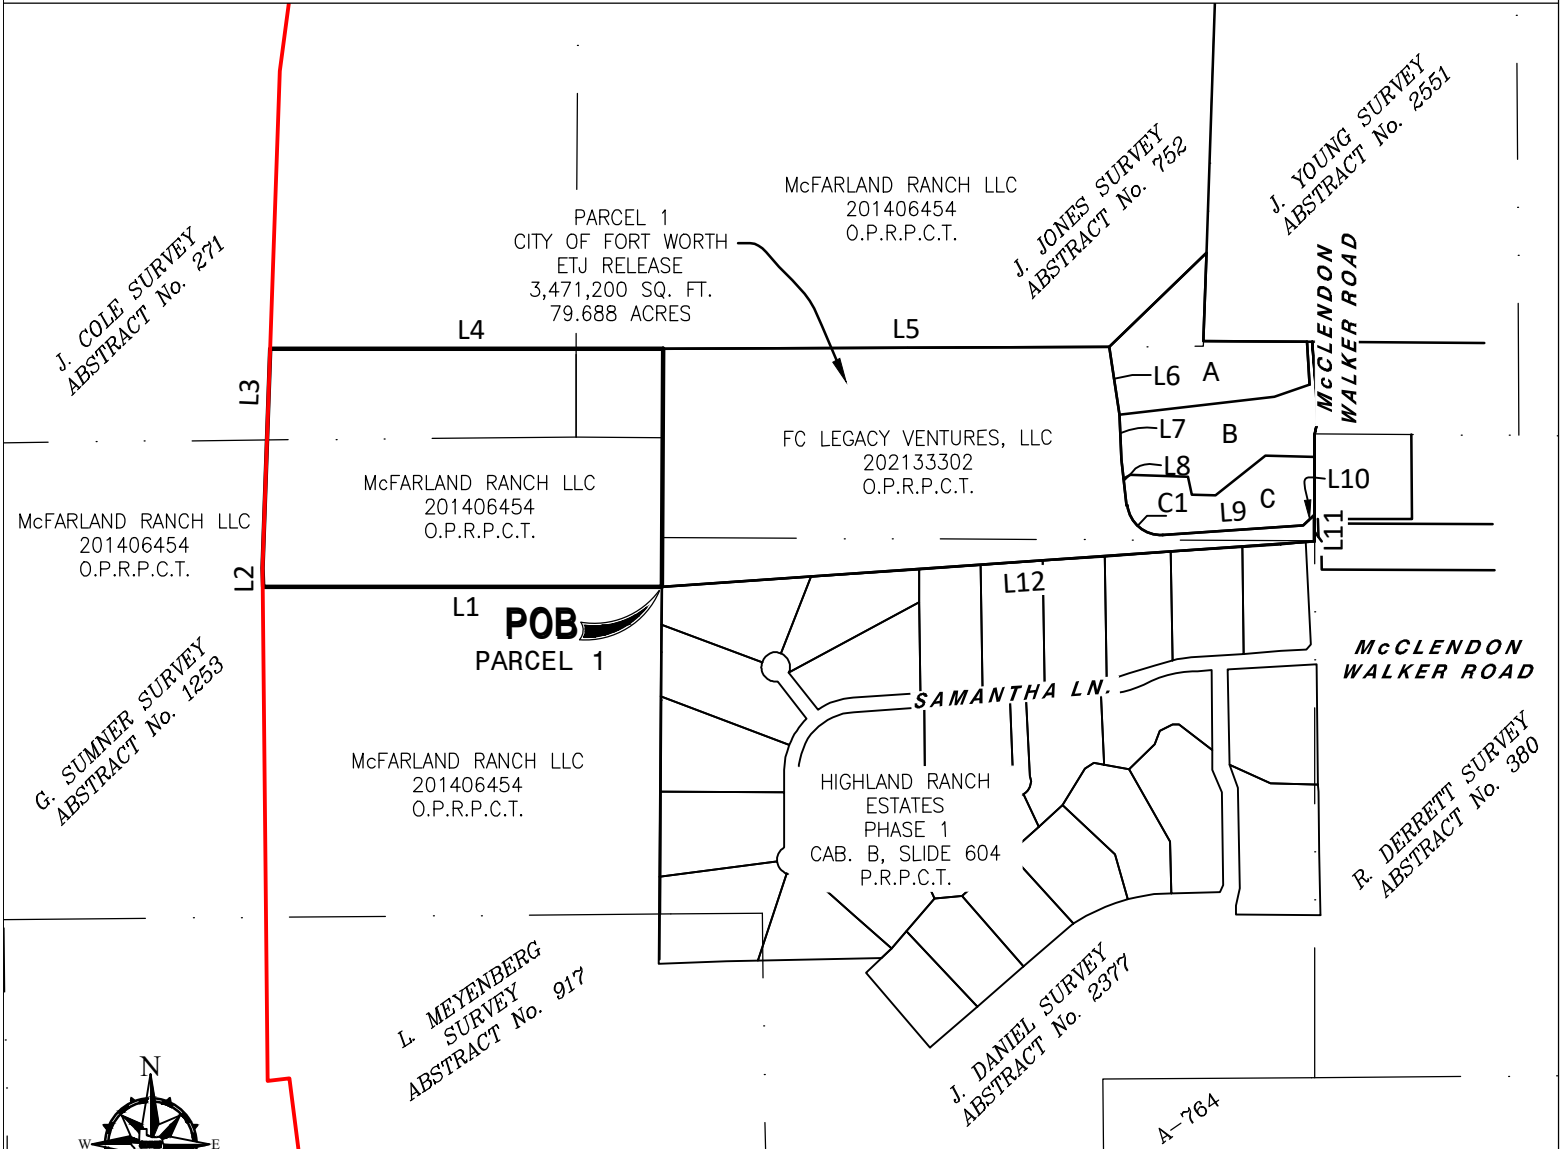 J. COLE SURVEY
ABSTRACT No. 271
PARCEL 1
CITY OF FORT WORTH
ETJ RELEASE
3,471,200 SQ. FT.
79.688 ACRES
McFARLAND RANCH LLC
201406454
O.P.R.P.C.T.
J. JONES SURVEY
ABSTRACT No. 752
J. YOUNG SURVEY
ABSTRACT No. 2551
McCLENDON
WALKER ROAD
L4
L5
L3
L6
A
L7
B
L8
C1
L9
C
L10
L11
FC LEGACY VENTURES, LLC
202133302
O.P.R.P.C.T.
McFARLAND RANCH LLC
201406454
O.P.R.P.C.T.
McFARLAND RANCH LLC
201406454
O.P.R.P.C.T.
L2
L1
L12
POB
PARCEL 1
McCLENDON
WALKER ROAD
SAMANTHA LN.
G. SUMNER SURVEY
ABSTRACT No. 1253
McFARLAND RANCH LLC
201406454
O.P.R.P.C.T.
HIGHLAND RANCH
ESTATES
PHASE 1
CAB. B, SLIDE 604
P.R.P.C.T.
R. DERRETT SURVEY
ABSTRACT No. 380
L. MEYENBERG
SURVEY
ABSTRACT No. 917
J. DANIEL SURVEY
ABSTRACT No. 2377
A-764
N
W
E